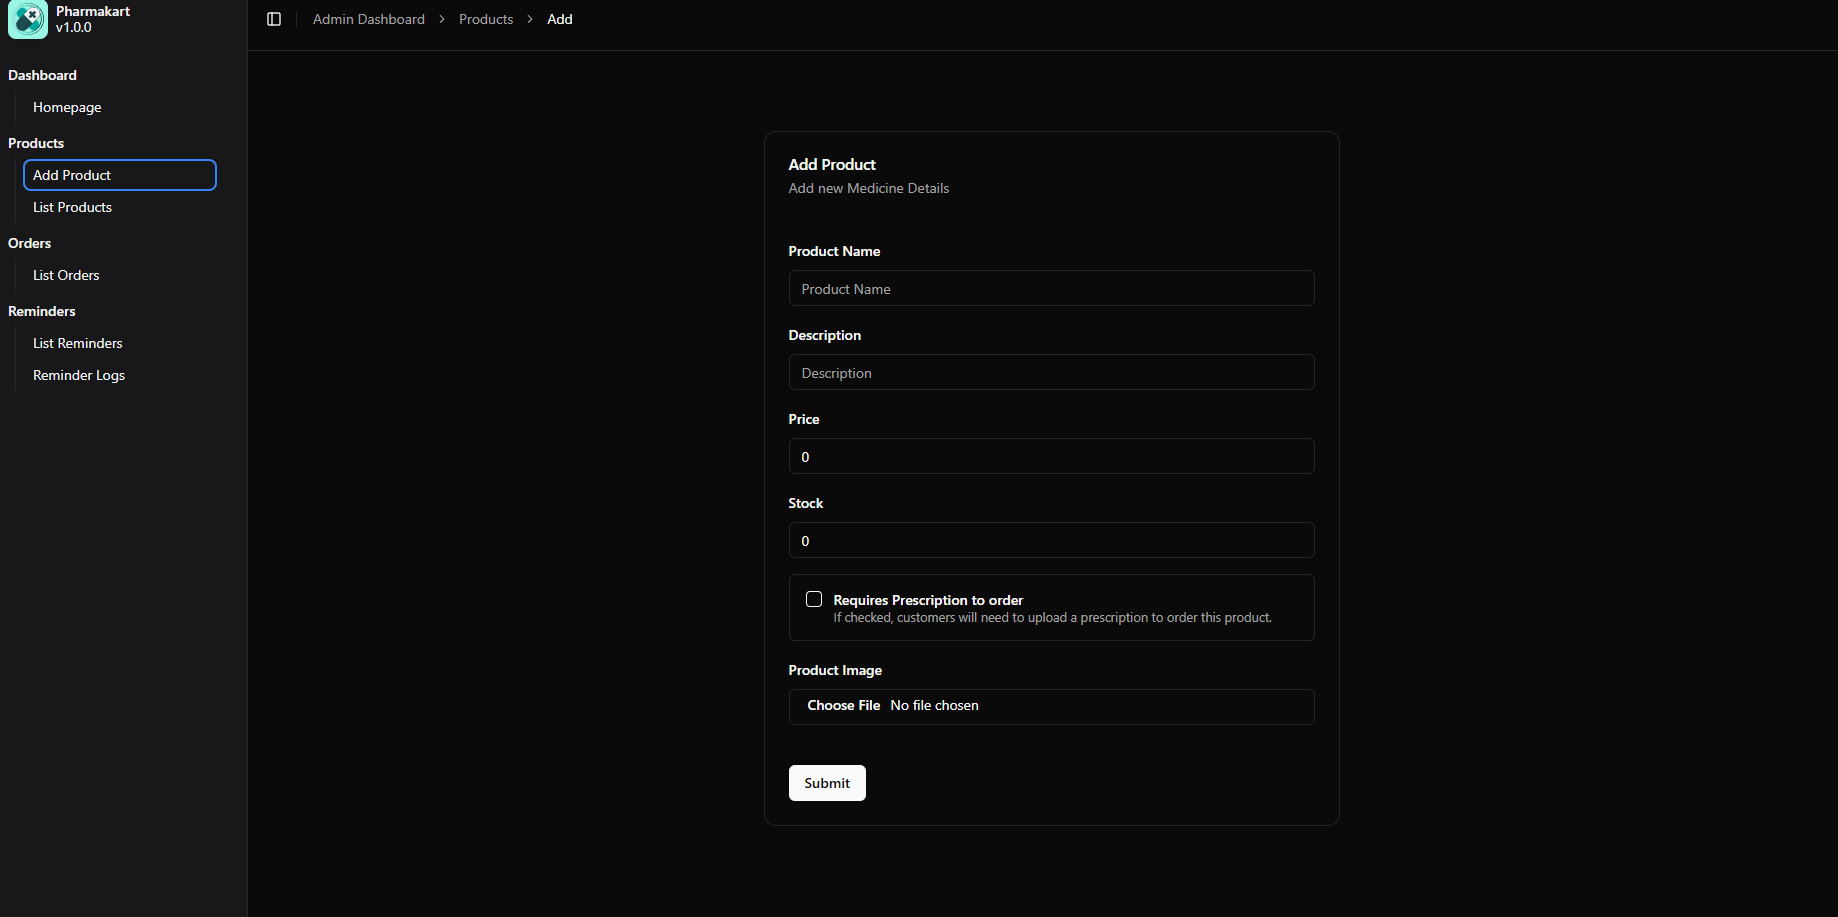 Pharmakart
v1.0.0
Dashboard
Homepage
Products
Add Product
List Products
Orders
List Orders
Reminders
List Reminders
Reminder Logs
Admin Dashboard > Products > Add
Add Product
Add new Medicine Details
Product Name
Product Name
Description
Description
Price
0
Stock
0
Requires Prescription to order
If checked, customers will need to upload a prescription to order this product.
Product Image
Choose File No file chosen
Submit